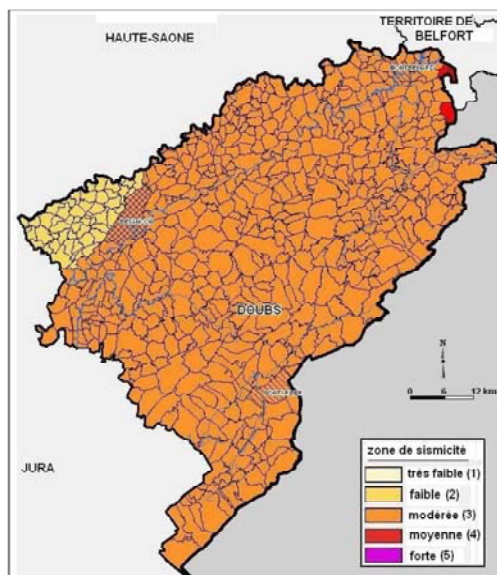 TERRITOIRE DE
BELFORT
HAUTE-SAONE
DOUBS
N
0 6 12 km
JURA
zone de sismicité
très faible (1)
faible (2)
modérée (3)
moyenne (4)
forte (5)